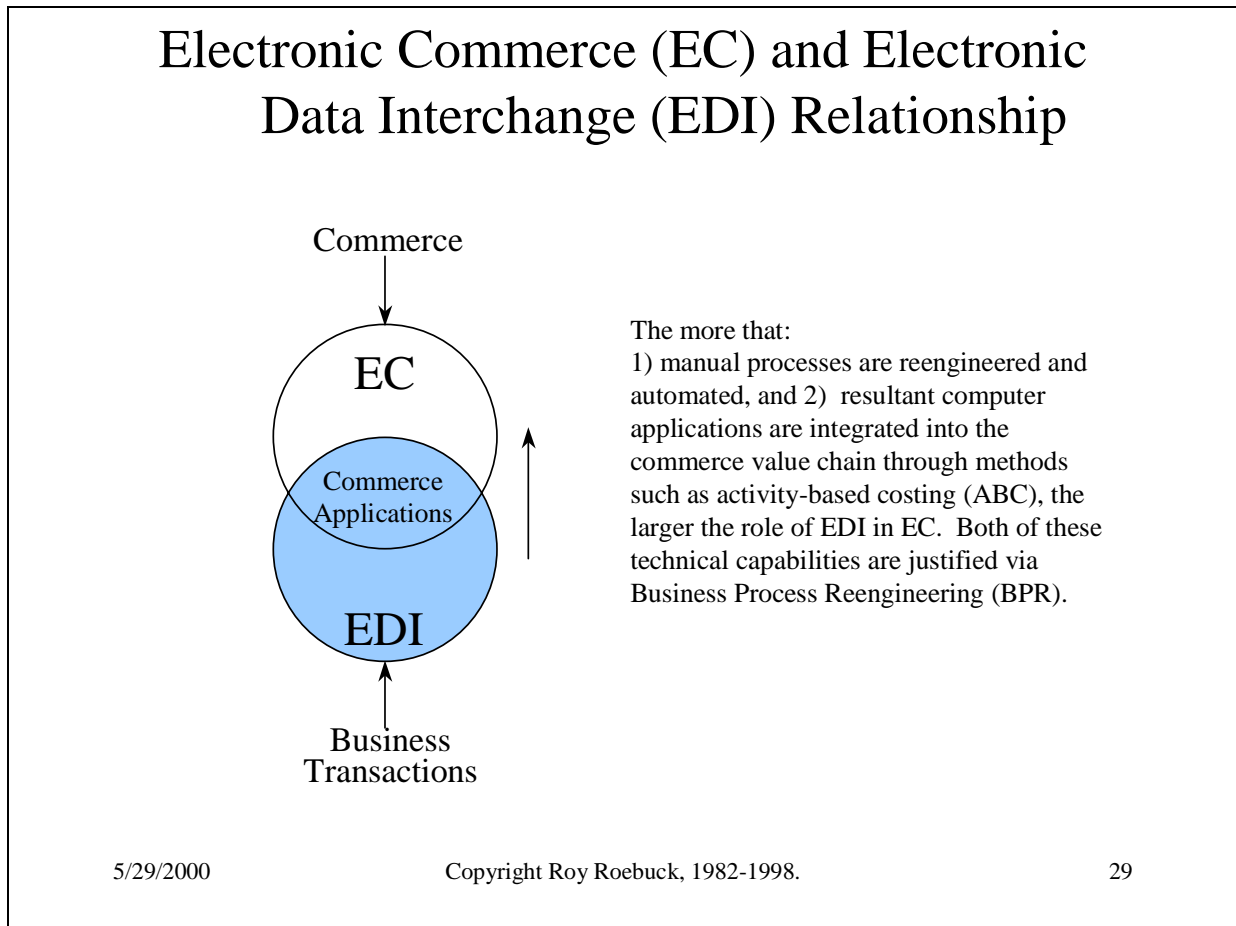 Electronic Commerce (EC) and Electronic
Data Interchange (EDI) Relationship
Commerce
EC
Commerce
Applications
EDI
Business
Transactions
The more that:
1) manual processes are reengineered and
automated, and 2)  resultant computer
applications are integrated into the
commerce value chain through methods
such as activity-based costing (ABC), the
larger the role of EDI in EC.  Both of these
technical capabilities are justified via
Business Process Reengineering (BPR).
5/29/2000
Copyright Roy Roebuck, 1982-1998.
29